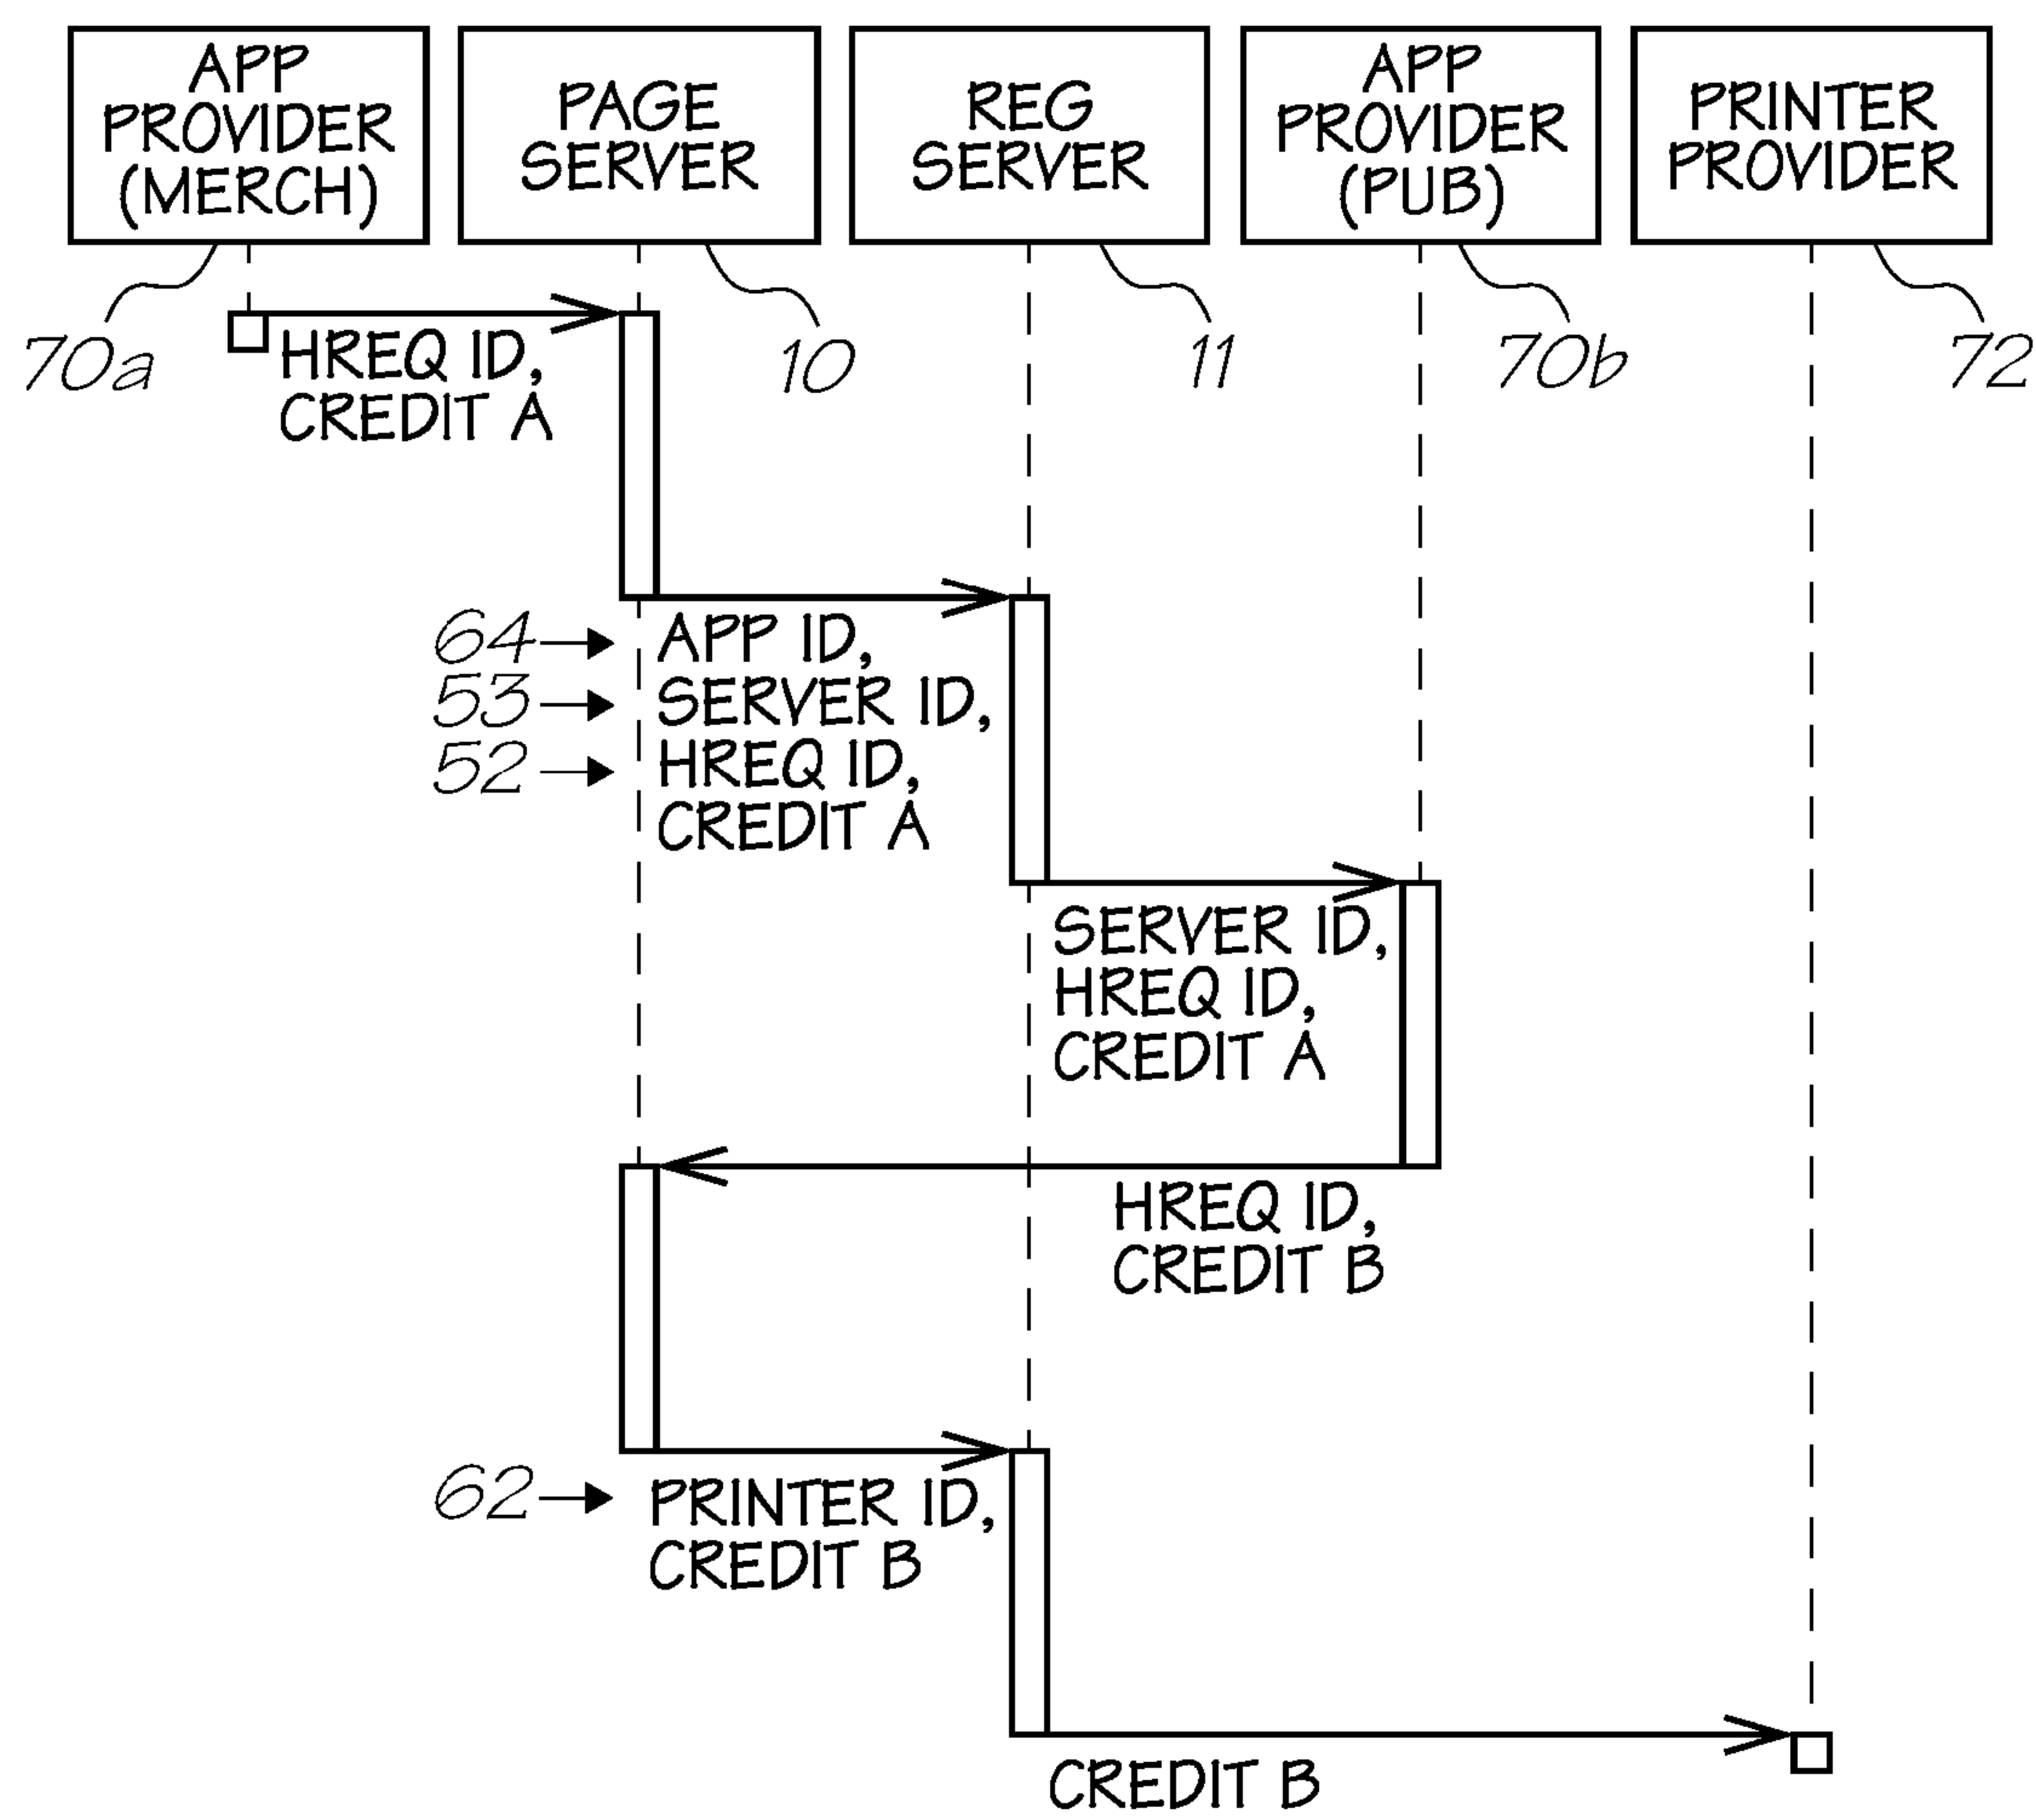 APP
PROVIDER
(MERCH)
PAGE
SERVER
REG
SERVER
APP
PROVIDER
(PUB)
PRINTER
PROVIDER
70a
10
11
70b
72
HREQ ID,
CREDIT A
64
APP ID,
53
SERVER ID,
52
HREQ ID,
CREDIT A
SERVER ID,
HREQ ID,
CREDIT A
HREQ ID,
CREDIT B
62
PRINTER ID,
CREDIT B
CREDIT B